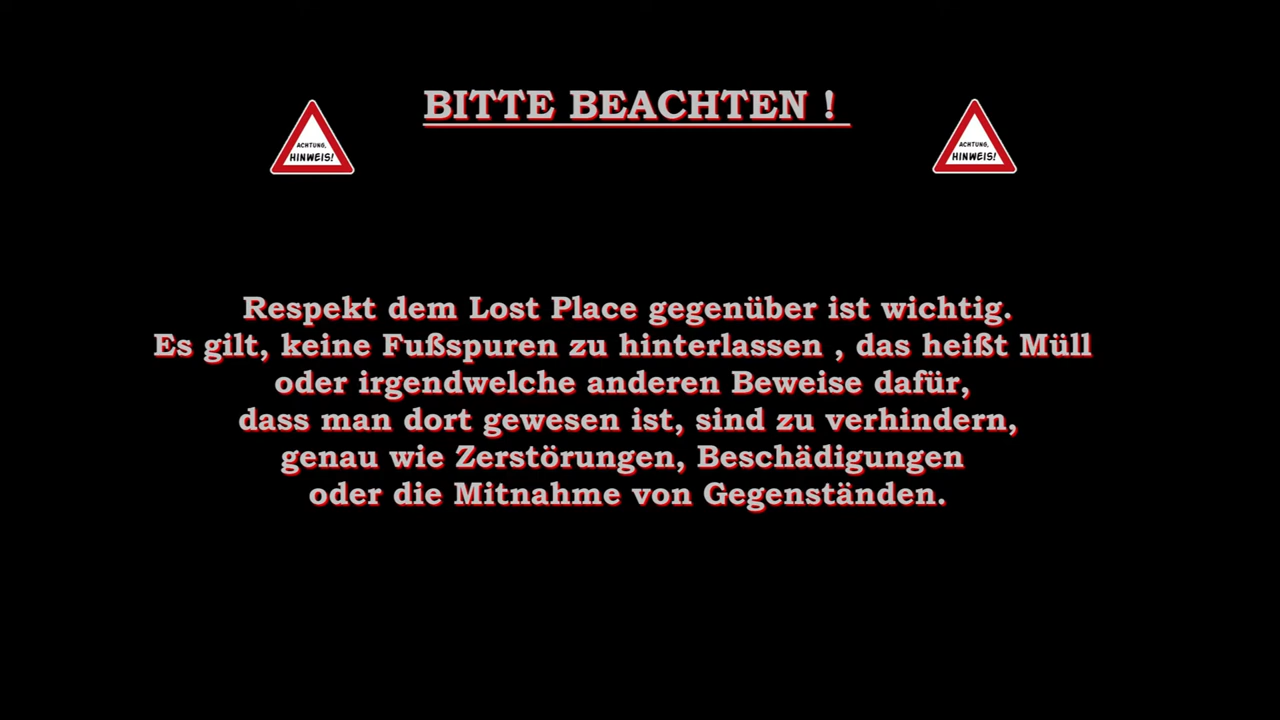 BITTE BEACHTEN !
ACHTUNG,
HINWEIS!
ACHTUNG,
HINWEIS!
Respekt dem Lost Place gegenüber ist wichtig.
Es gilt, keine Fußspuren zu hinterlassen , das heißt Müll
oder irgendwelche anderen Beweise dafür,
dass man dort gewesen ist, sind zu verhindern,
genau wie Zerstörungen, Beschädigungen
oder die Mitnahme von Gegenständen.